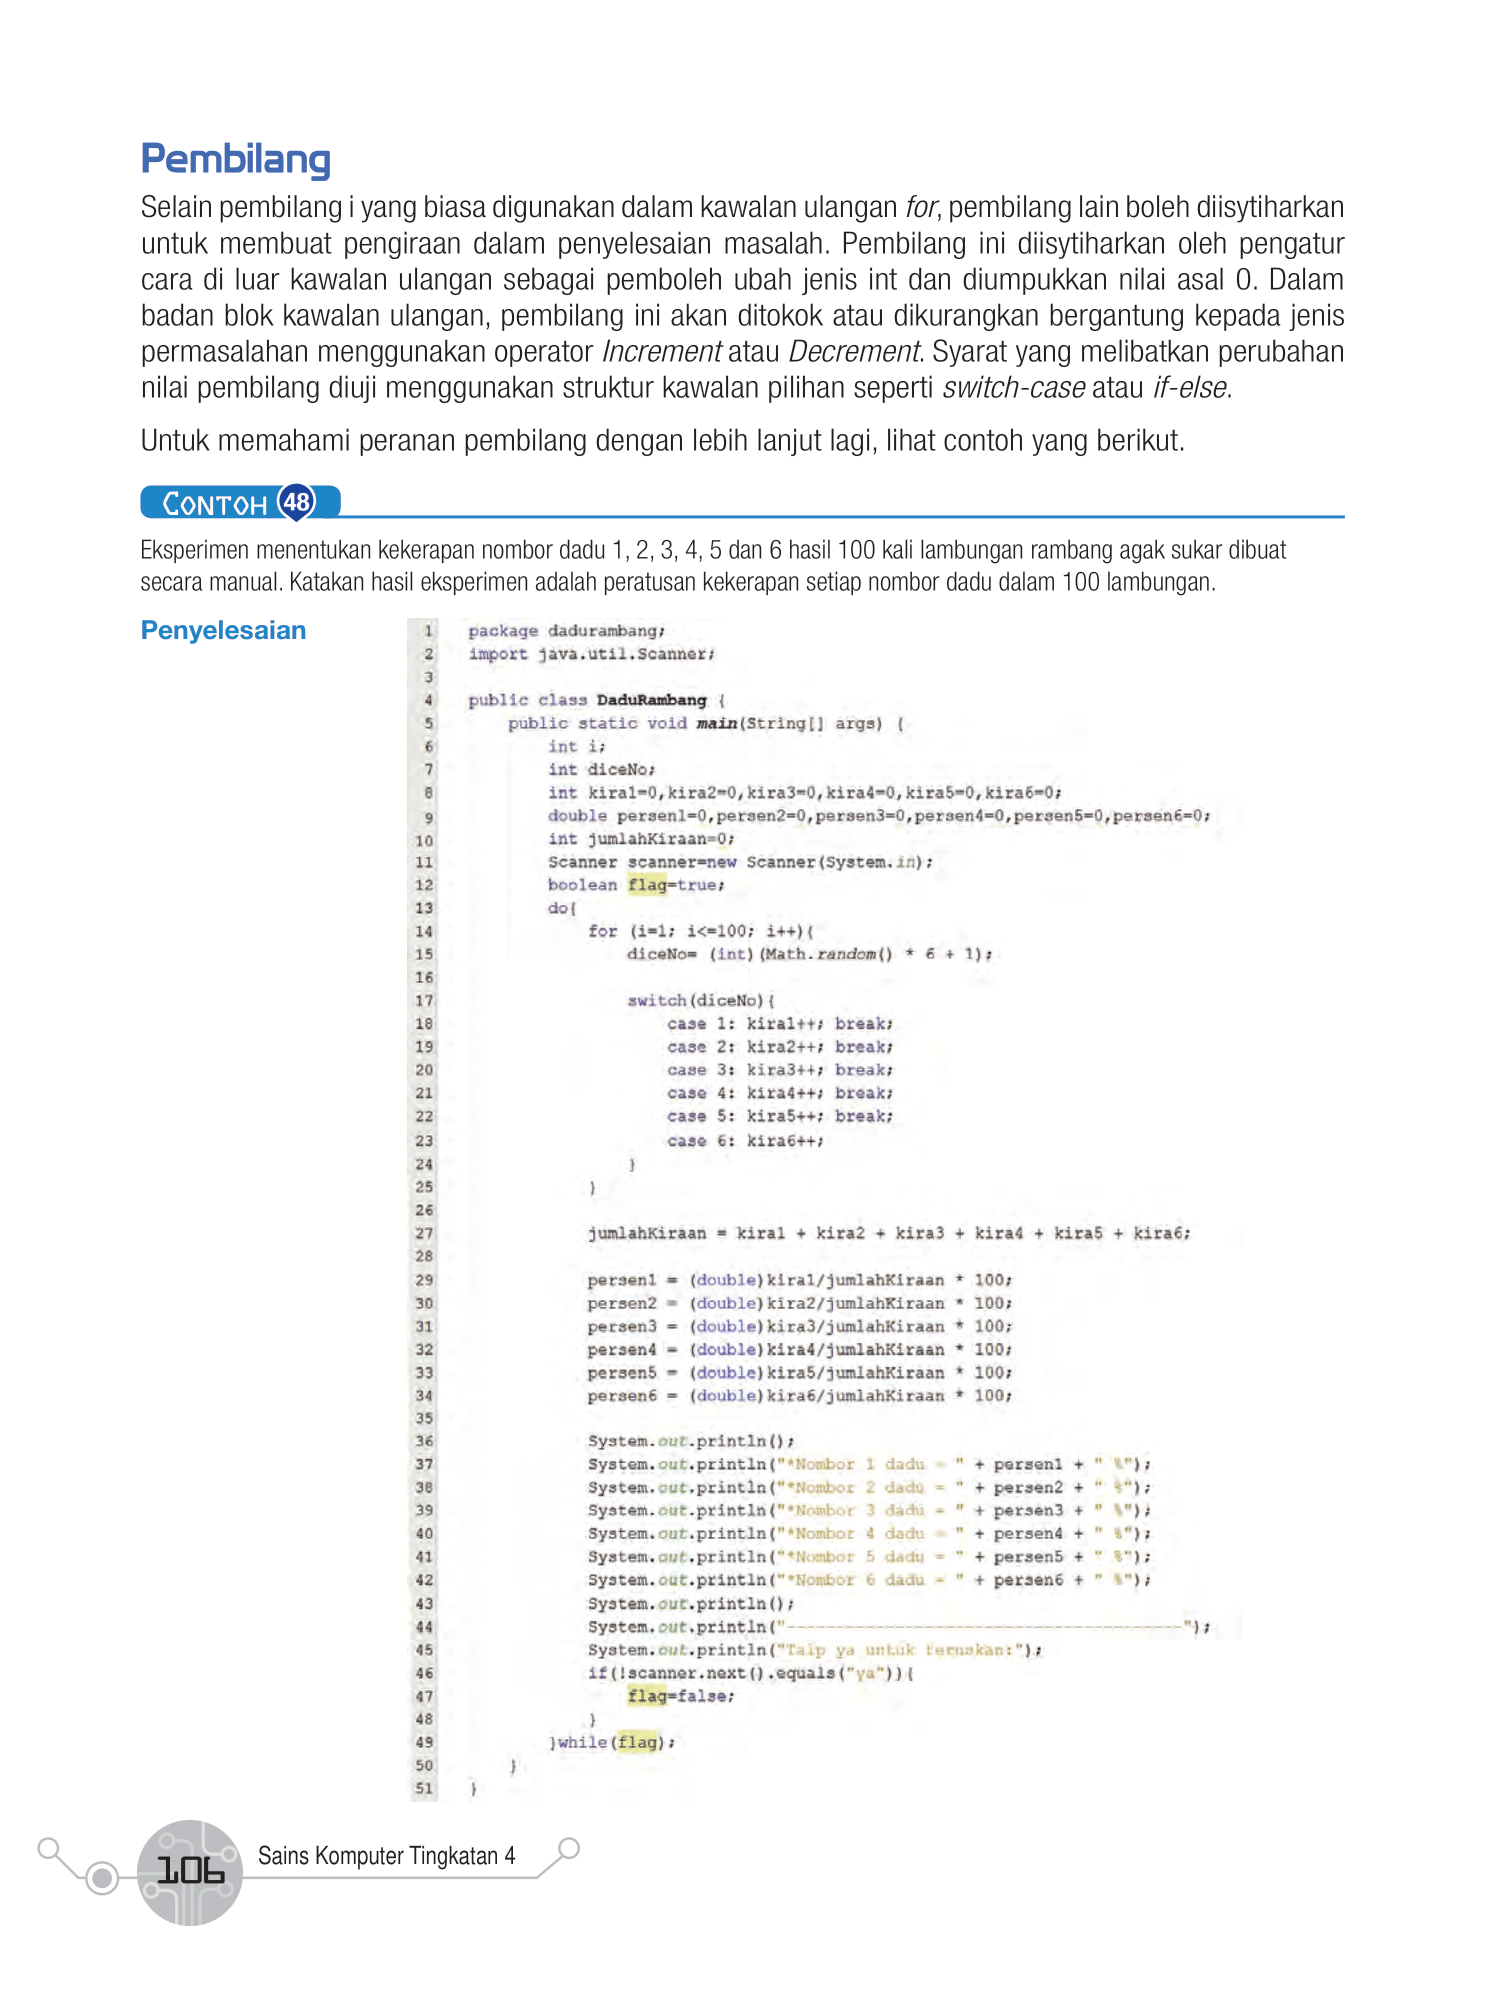 Pembilang
Selain pembilang i yang biasa digunakan dalam kawalan ulangan for, pembilang lain boleh diisytiharkan
untuk membuat pengiraan dalam penyelesaian masalah. Pembilang ini diisytiharkan oleh pengatur
cara di luar kawalan ulangan sebagai pemboleh ubah jenis int dan diumpukkan nilai asal 0. Dalam
badan blok kawalan ulangan, pembilang ini akan ditokok atau dikurangkan bergantung kepada jenis
permasalahan menggunakan operator Increment atau Decrement. Syarat yang melibatkan perubahan
nilai pembilang diuji menggunakan struktur kawalan pilihan seperti switch-case atau if-else.
Untuk memahami peranan pembilang dengan lebih lanjut lagi, lihat contoh yang berikut.
CONTOH 48
Eksperimen menentukan kekerapan nombor dadu 1, 2, 3, 4, 5 dan 6 hasil 100 kali lambungan rambang agak sukar dibuat
secara manual. Katakan hasil eksperimen adalah peratusan kekerapan setiap nombor dadu dalam 100 lambungan.
Penyelesaian
1 package dadurambang;
2 import java.util.Scanner;
3
4 public class DaduRambang {
5 public static void main(String[] args) {
6 int i;
7 int diceNo;
8 int kira1=0,kira2=0,kira3=0,kira4=0,kira5=0,kira6=0;
9 double persen1=0,persen2=0,persen3=0,persen4=0,persen5=0,persen6=0;
10 int jumlahKiraan=0;
11 Scanner scanner=new Scanner(System.in);
12 boolean flag=true;
13 do{
14 for (i=1; i<=100; i++){
15 diceNo= (int)(Math.random() * 6 + 1);
16
17 switch(diceNo){
18 case 1: kira1++; break;
19 case 2: kira2++; break;
20 case 3: kira3++; break;
21 case 4: kira4++; break;
22 case 5: kira5++; break;
23 case 6: kira6++;
24 }
25 }
26
27 jumlahKiraan = kira1 + kira2 + kira3 + kira4 + kira5 + kira6;
28
29 persen1 = (double)kira1/jumlahKiraan * 100;
30 persen2 = (double)kira2/jumlahKiraan * 100;
31 persen3 = (double)kira3/jumlahKiraan * 100;
32 persen4 = (double)kira4/jumlahKiraan * 100;
33 persen5 = (double)kira5/jumlahKiraan * 100;
34 persen6 = (double)kira6/jumlahKiraan * 100;
35
36 System.out.println();
37 System.out.println("*Nombor 1 dadu = " + persen1 + " %");
38 System.out.println("*Nombor 2 dadu = " + persen2 + " %");
39 System.out.println("*Nombor 3 dadu = " + persen3 + " %");
40 System.out.println("*Nombor 4 dadu = " + persen4 + " %");
41 System.out.println("*Nombor 5 dadu = " + persen5 + " %");
42 System.out.println("*Nombor 6 dadu = " + persen6 + " %");
43 System.out.println();
44 System.out.println("----------------------------------------");
45 System.out.println("Taip ya untuk teruskan:");
46 if(!scanner.next().equals("ya")){
47 flag=false;
48 }
49 }while(flag);
50 }
51 }
106 Sains Komputer Tingkatan 4